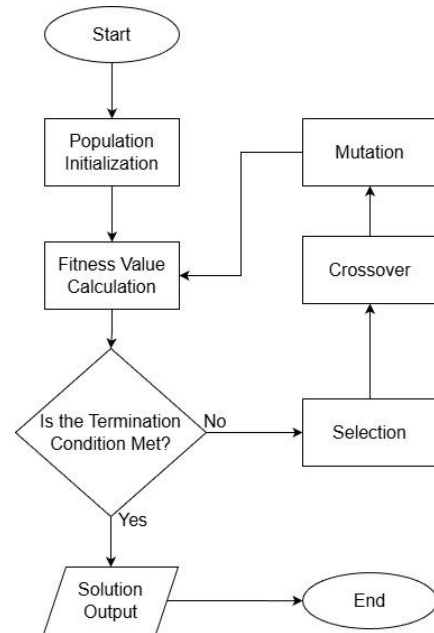 Start
Population
Initialization
Mutation
Fitness Value
Calculation
Crossover
Is the Termination
Condition Met?
No
Selection
Yes
Solution
Output
End